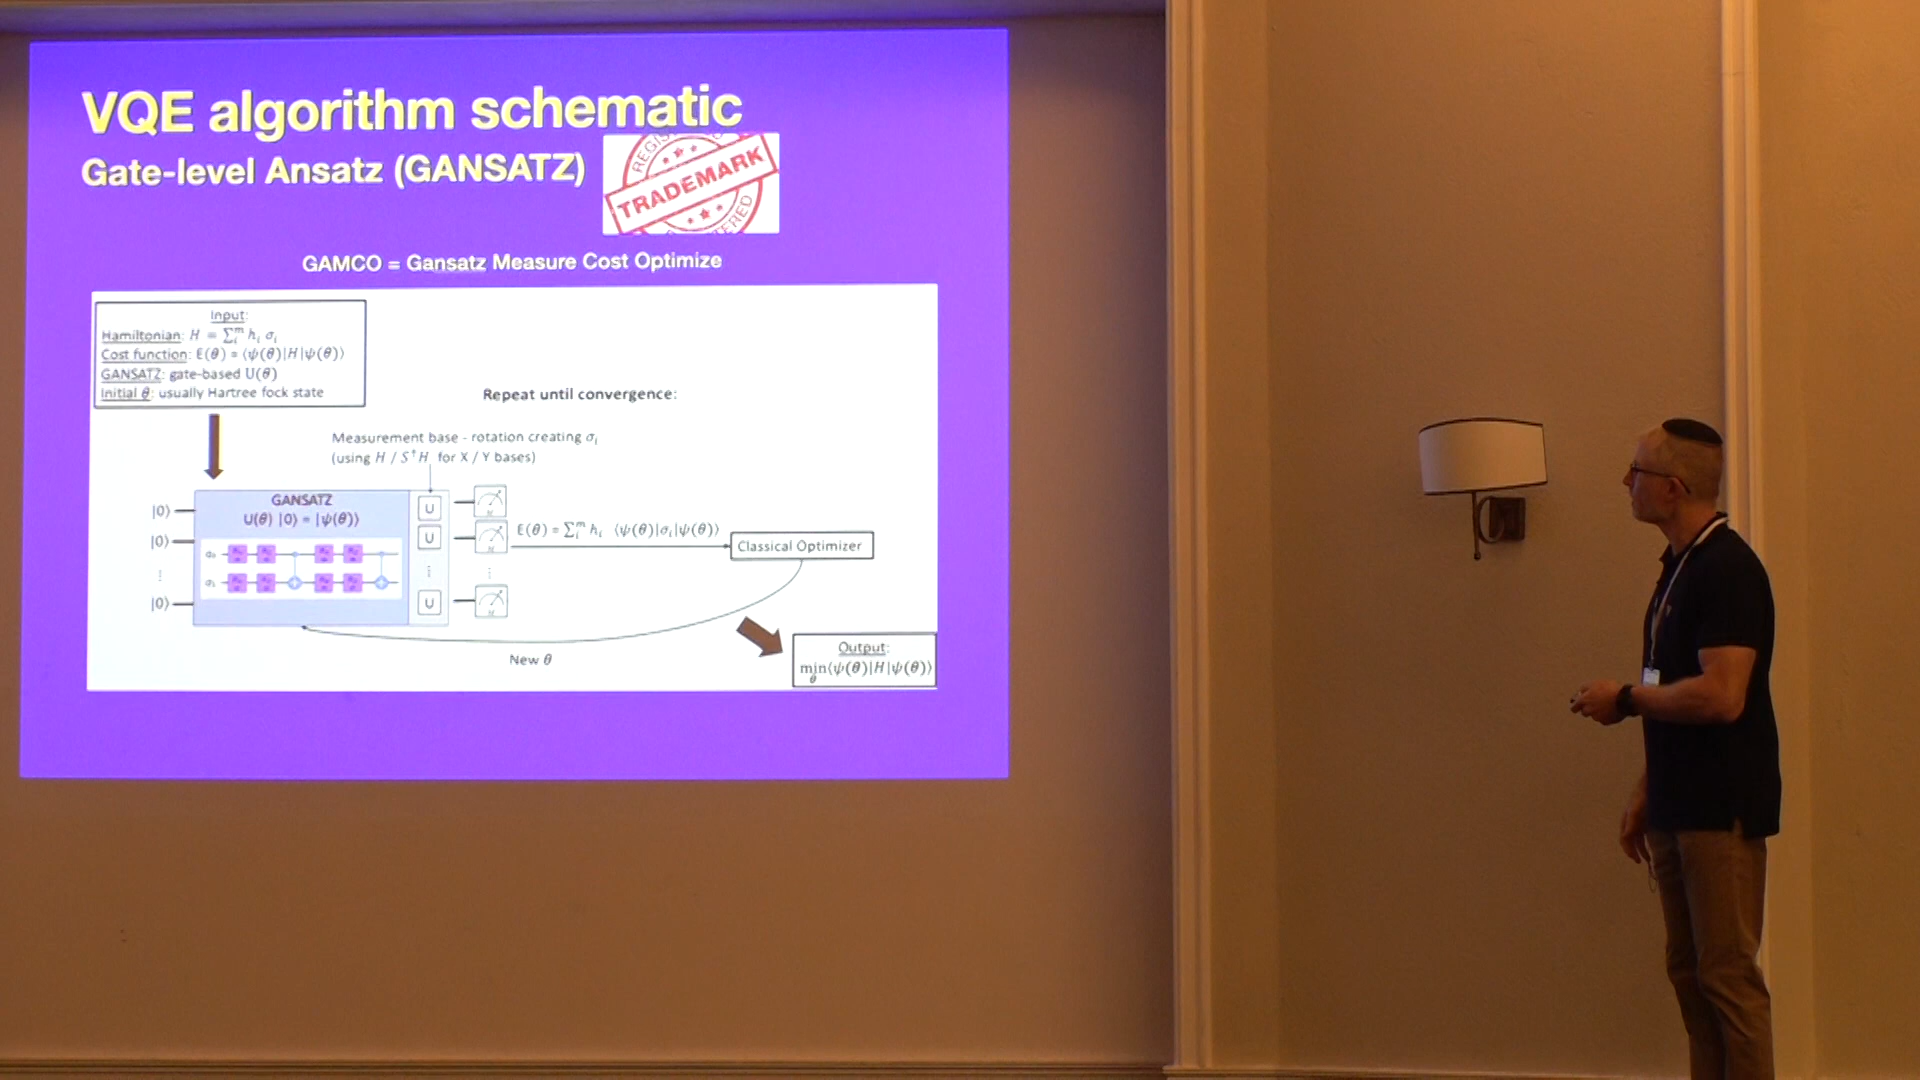 VQE algorithm schematic
Gate-level Ansatz (GANSATZ)
TRADEMARK
GAMCO = Gansatz Measure Cost Optimize
Input:
Hamiltonian: H = ∑ᵢᵐ hᵢ σᵢ
Cost function: E(θ) = ⟨ψ(θ)|H|ψ(θ)⟩
GANSATZ: gate-based U(θ)
Initial θ: usually Hartree fock state
Repeat until convergence:
Measurement base - rotation creating σᵢ
(using H / S†H for X / Y bases)
GANSATZ
U(θ) |0⟩ = |ψ(θ)⟩
|0⟩
|0⟩
⋮
|0⟩
U
U
⋮
U
⋮
E(θ) = ∑ᵢᵐ hᵢ ⟨ψ(θ)|σᵢ|ψ(θ)⟩
Classical Optimizer
New θ
Output:
min⟨ψ(θ)|H|ψ(θ)⟩
θ